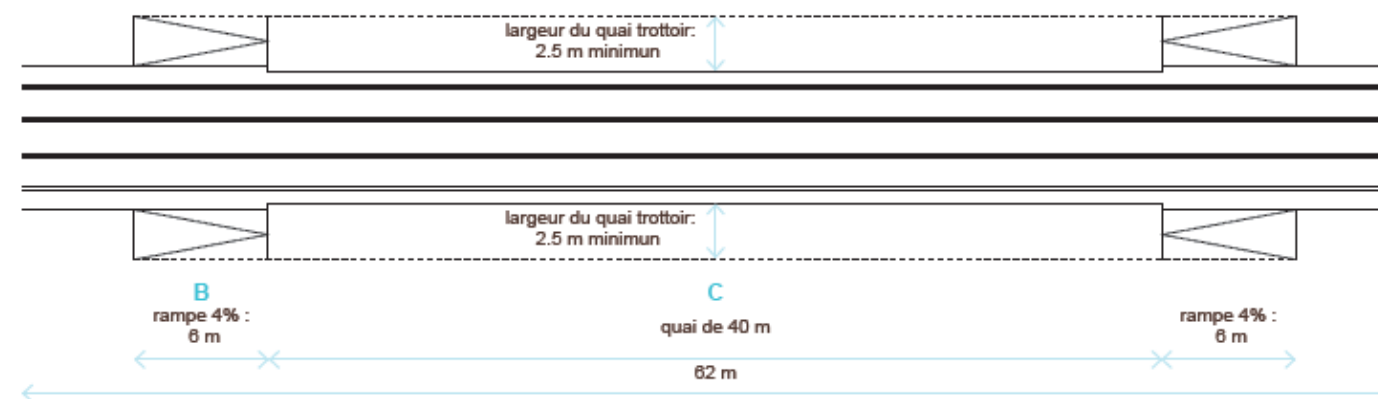 largeur du quai trottoir:
2.5 m minimun
largeur du quai trottoir:
2.5 m minimun
B
rampe 4% :
6 m
C
quai de 40 m
rampe 4% :
6 m
62 m